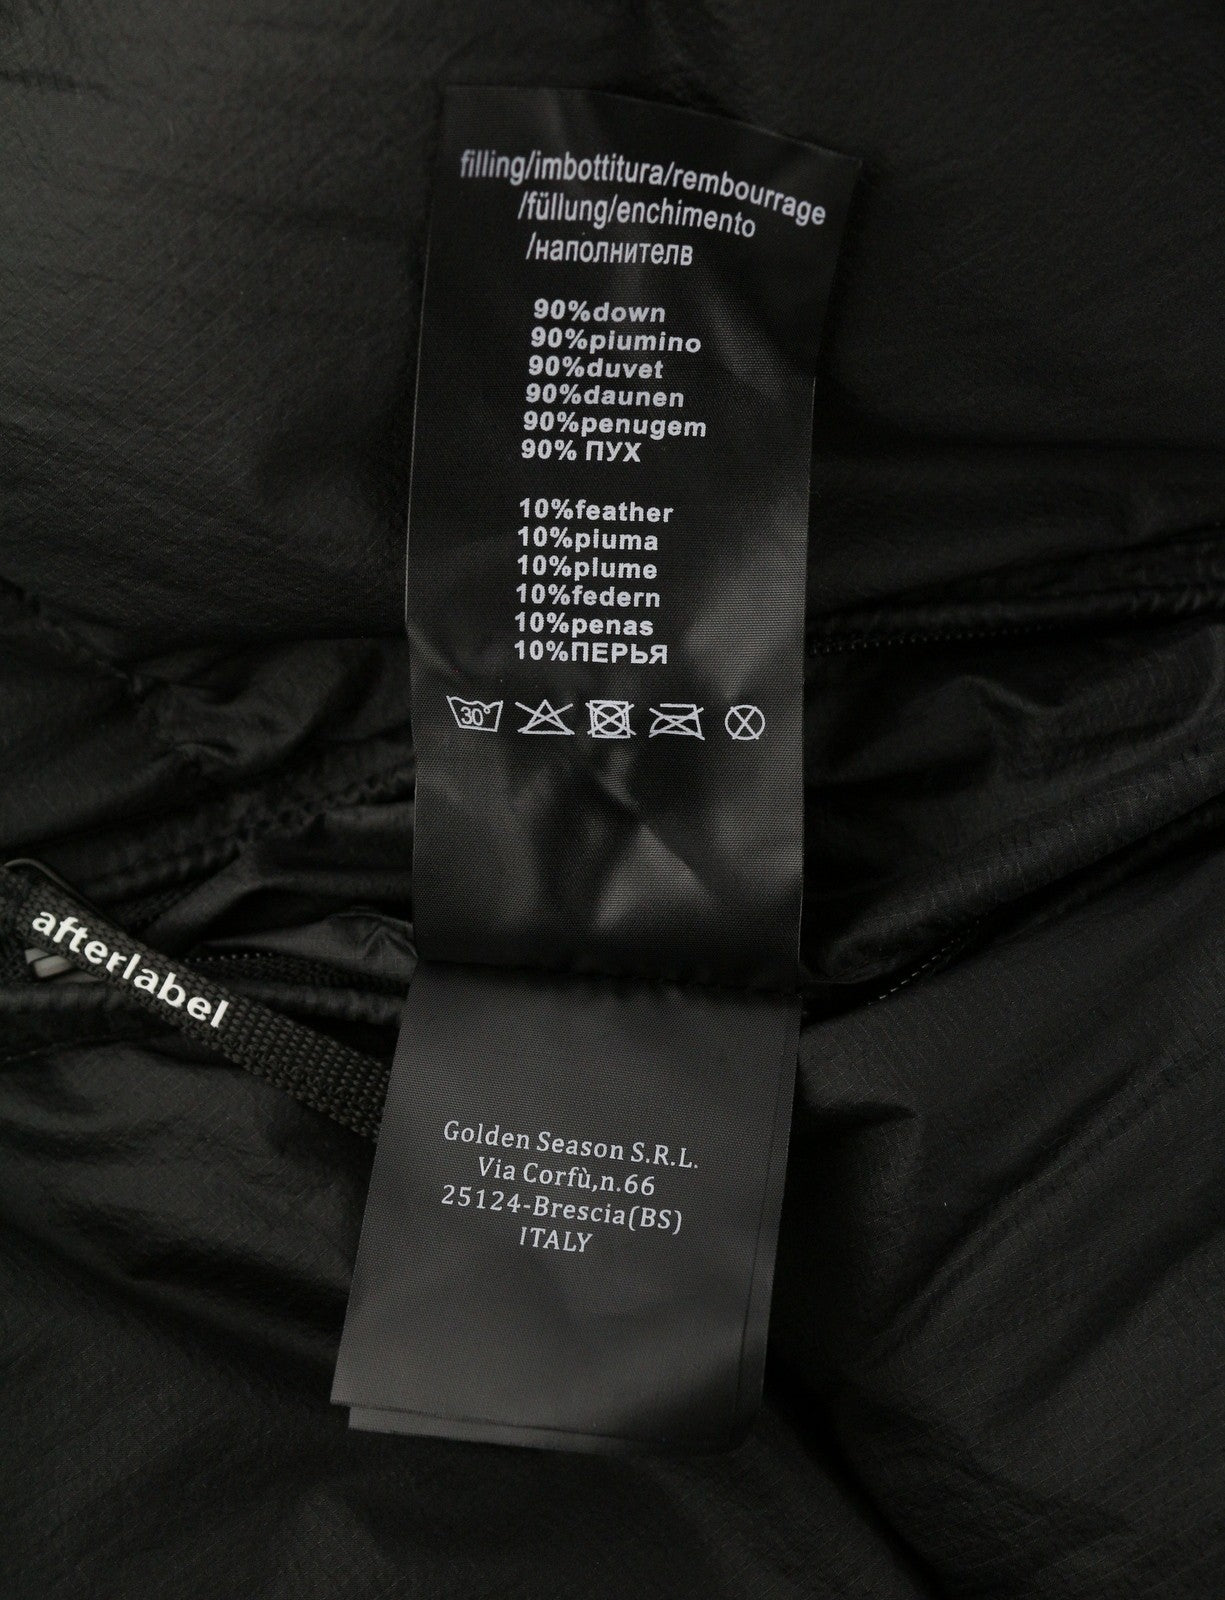 filling/imbottitura/rembourrage
/füllung/enchimento
/наполнителв
90%down
90%piumino
90%duvet
90%daunen
90%penugem
90% ПУХ
10%feather
10%piuma
10%plume
10%federn
10%penas
10%ПЕРЬЯ
30°
afterlabel
Golden Season S.R.L.
Via Corfù,n.66
25124-Brescia(BS)
ITALY